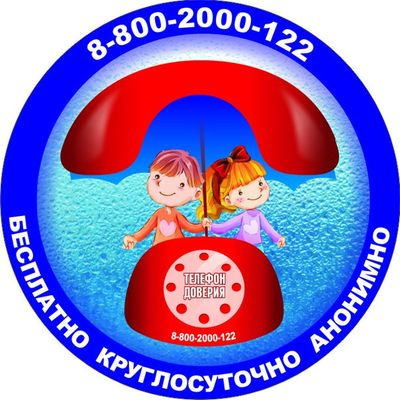 8-800-2000-122
ТЕЛЕФОН
ДОВЕРИЯ
8-800-2000-122
БЕСПЛАТНО КРУГЛОСУТОЧНО АНОНИМНО